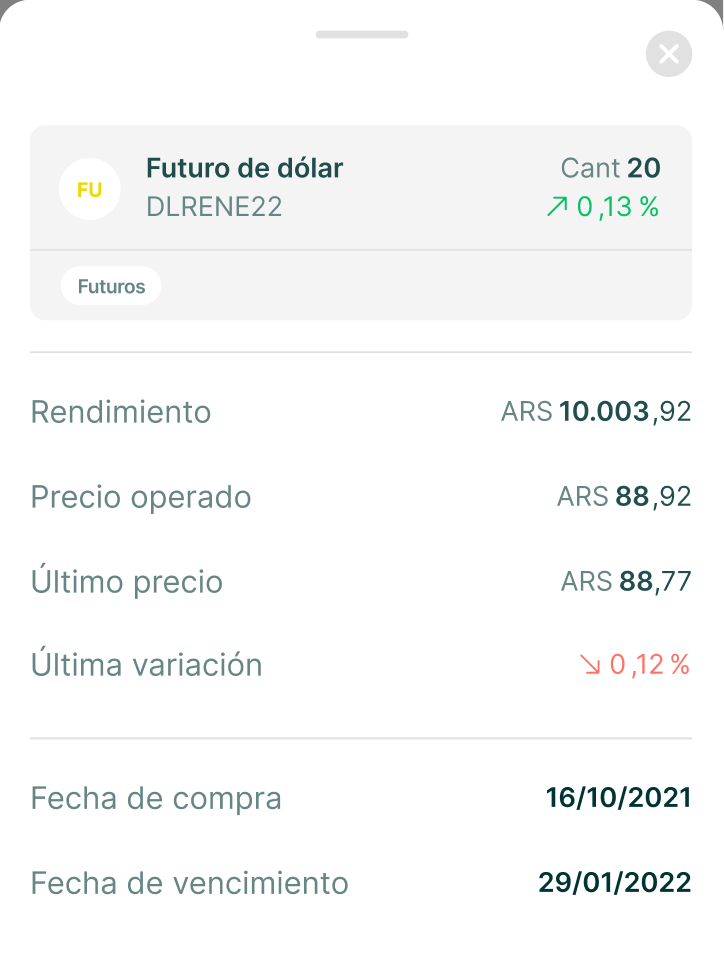 FU
Futuro de dólar
DLRENE22
Cant 20
0,13 %
Futuros
Rendimiento ARS 10.003,92
Precio operado ARS 88,92
Último precio ARS 88,77
Última variación 0,12 %
Fecha de compra 16/10/2021
Fecha de vencimiento 29/01/2022